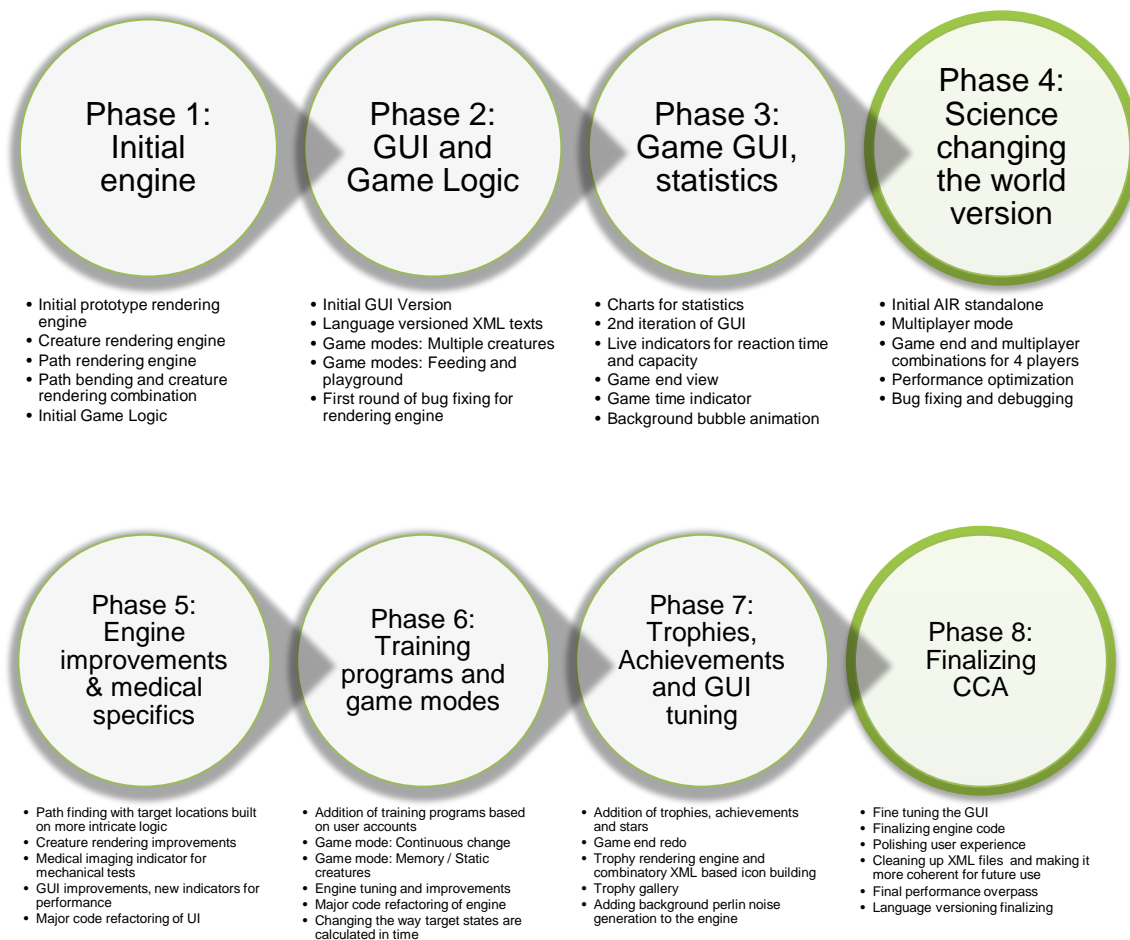 Phase 1:
Initial
engine
Phase 2:
GUI and
Game Logic
Phase 3:
Game GUI,
statistics
Phase 4:
Science
changing
the world
version
• Initial prototype rendering
engine
• Creature rendering engine
• Path rendering engine
• Path bending and creature
rendering combination
• Initial Game Logic
• Initial GUI Version
• Language versioned XML texts
• Game modes: Multiple creatures
• Game modes: Feeding and
playground
• First round of bug fixing for
rendering engine
• Charts for statistics
• 2nd iteration of GUI
• Live indicators for reaction time
and capacity
• Game end view
• Game time indicator
• Background bubble animation
• Initial AIR standalone
• Multiplayer mode
• Game end and multiplayer
combinations for 4 players
• Performance optimization
• Bug fixing and debugging
Phase 5:
Engine
improvements
& medical
specifics
Phase 6:
Training
programs and
game modes
Phase 7:
Trophies,
Achievements
and GUI
tuning
Phase 8:
Finalizing
CCA
• Path finding with target locations built
on more intricate logic
• Creature rendering improvements
• Medical imaging indicator for
mechanical tests
• GUI improvements, new indicators for
performance
• Major code refactoring of UI
• Addition of training programs based
on user accounts
• Game mode: Continuous change
• Game mode: Memory / Static
creatures
• Engine tuning and improvements
• Major code refactoring of engine
• Changing the way target states are
calculated in time
• Addition of trophies, achievements
and stars
• Game end redo
• Trophy rendering engine and
combinatory XML based icon building
• Trophy gallery
• Adding background perlin noise
generation to the engine
• Fine tuning the GUI
• Finalizing engine code
• Polishing user experience
• Cleaning up XML files and making it
more coherent for future use
• Final performance overpass
• Language versioning finalizing